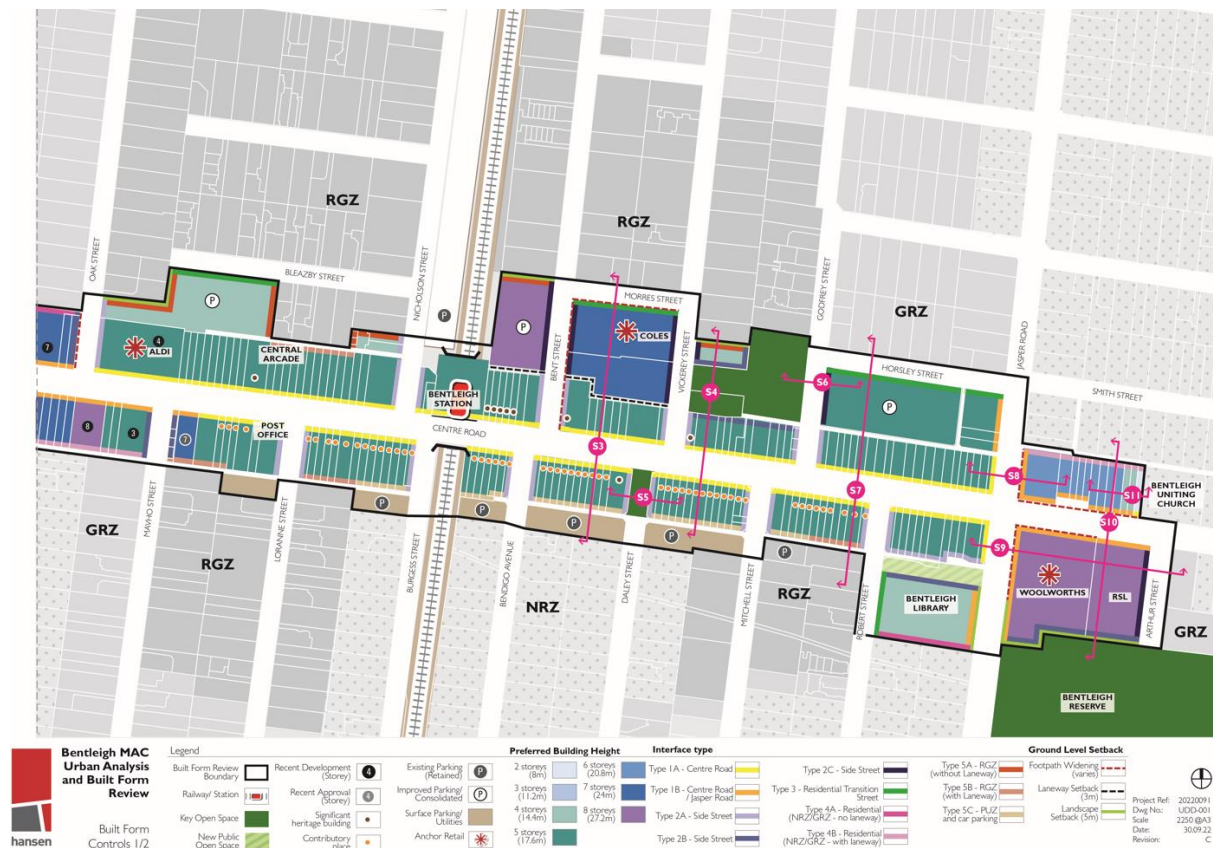 RGZ
RGZ
GRZ
OAK STREET
BLEAZBY STREET
NICHOLSON STREET
P
P
P
MORRES STREET
GODFREY STREET
JASPER ROAD
HORSLEY STREET
SMITH STREET
7
4
ALDI
CENTRAL
ARCADE
BENTLEIGH
STATION
BENT STREET
COLES
VICKEREY STREET
S3
S4
S6
S7
P
8
3
7
POST
OFFICE
CENTRE ROAD
S5
S8
S11
S10
S9
BENTLEIGH
UNITING
CHURCH
GRZ
MAVHO STREET
RGZ
LORANNE STREET
P
BURGESS STREET
P
BENDIGO AVENUE
P
NRZ
DALEY STREET
P
MITCHELL STREET
P
RGZ
ROBERT STREET
BENTLEIGH
LIBRARY
WOOLWORTHS
RSL
ARTHUR STREET
GRZ
BENTLEIGH
RESERVE
hansen
Bentleigh MAC
Urban Analysis
and Built Form
Review
Built Form
Controls 1/2
Legend
Built Form Review
Boundary
Railway/ Station
Key Open Space
New Public
Open Space
Recent Development
(Storey)
4
Recent Approval
(Storey)
4
Significant
heritage building
Contributory
place
Existing Parking
(Retained)
P
Improved Parking/
Consolidated
P
Surface Parking/
Utilities
Anchor Retail
Preferred Building Height
2 storeys
(8m)
3 storeys
(11.2m)
4 storeys
(14.4m)
5 storeys
(17.6m)
6 storeys
(20.8m)
7 storeys
(24m)
8 storeys
(27.2m)
Interface type
Type 1A - Centre Road
Type 1B - Centre Road
/ Jasper Road
Type 2A - Side Street
Type 2B - Side Street
Type 2C - Side Street
Type 3 - Residential Transition
Street
Type 4A - Residential
(NRZ/GRZ - no laneway)
Type 4B - Residential
(NRZ/GRZ - with laneway)
Type 5A - RGZ
(without Laneway)
Type 5B - RGZ
(with Laneway)
Type 5C - PUZ
and car parking
Ground Level Setback
Footpath Widening
(varies)
Laneway Setback
(3m)
Landscape
Setback (5m)
Project Ref: 20220091
Dwg No.: UDD-001
Scale 2250 @A3
Date: 30.09.22
Revision: C